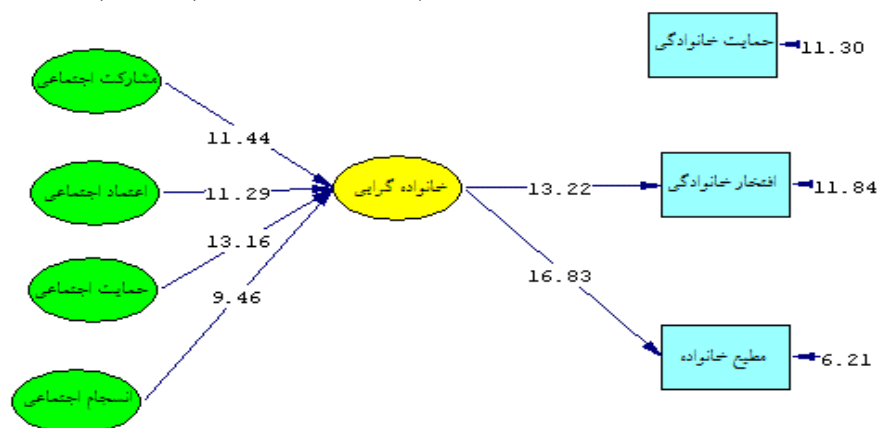 حمایت خانوادگی
11.30
مشارکت اجتماعی
11.44
اعتماد اجتماعی
11.29
خانواده گرایی
13.22
افتخار خانوادگی
11.84
13.16
حمایت اجتماعی
9.46
16.83
مطیع خانواده
6.21
انسجام اجتماعی